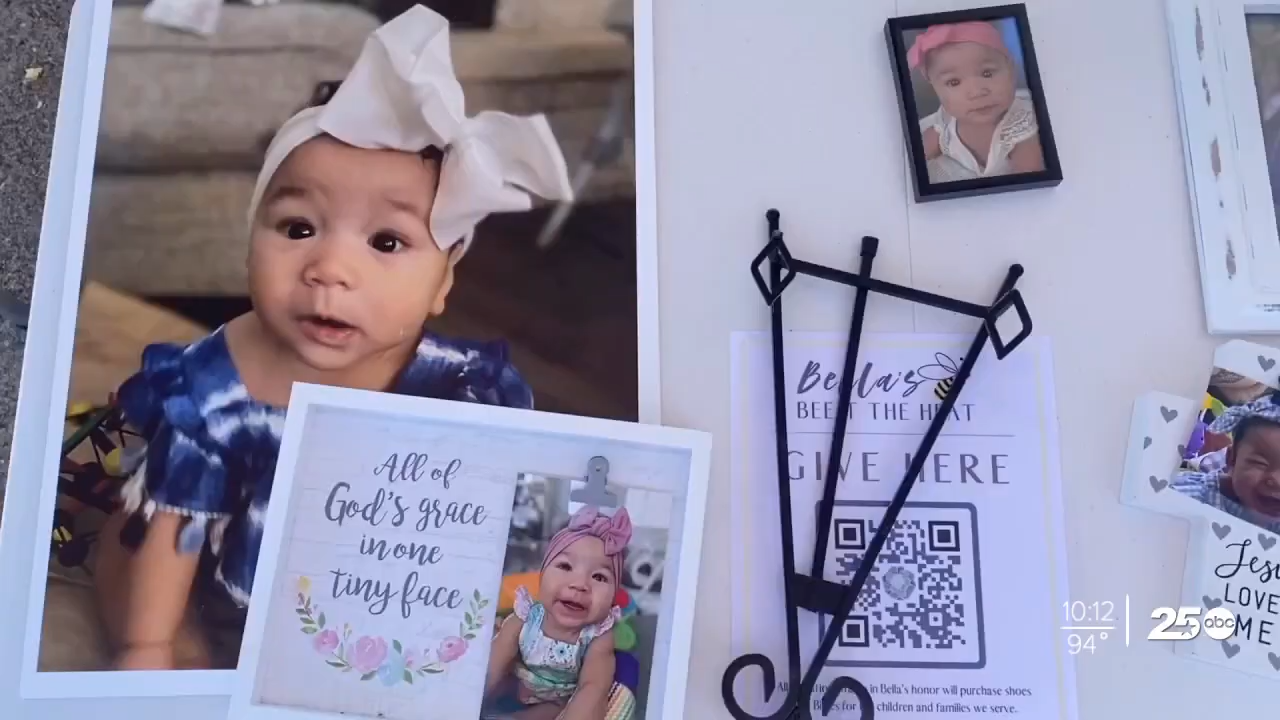 All of
God's grace
in one
tiny face
Bella's
BEE T THE HEAT
GIVE HERE
in Bella's honor will purchase shoes
children and families we serve.
Jesu
LOVE
ME
10:12
94°
25 abc